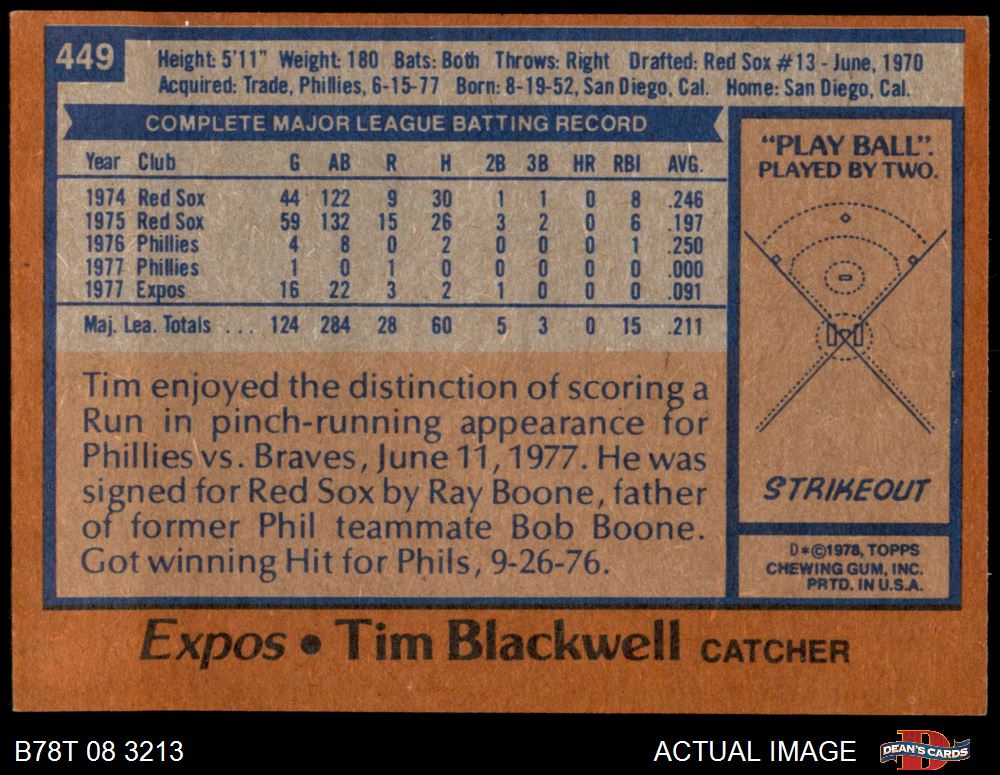 449
Height: 5'11" Weight: 180 Bats: Both Throws: Right Drafted: Red Sox #13 - June, 1970
Acquired: Trade, Phillies, 6-15-77 Born: 8-19-52, San Diego, Cal. Home: San Diego, Cal.
COMPLETE MAJOR LEAGUE BATTING RECORD
Year Club G AB R H 2B 3B HR RBI AVG.
1974 Red Sox 44 122 9 30 1 1 0 8 .246
1975 Red Sox 59 132 15 26 3 2 0 6 .197
1976 Phillies 4 8 0 2 0 0 0 1 .250
1977 Phillies 1 0 1 0 0 0 0 0 .000
1977 Expos 16 22 3 2 1 0 0 0 .091
Maj. Lea. Totals ... 124 284 28 60 5 3 0 15 .211
Tim enjoyed the distinction of scoring a
Run in pinch-running appearance for
Phillies vs. Braves, June 11, 1977. He was
signed for Red Sox by Ray Boone, father
of former Phil teammate Bob Boone.
Got winning Hit for Phils, 9-26-76.
"PLAY BALL".
PLAYED BY TWO.
STRIKEOUT
D*©1978, TOPPS
CHEWING GUM, INC.
PRTD. IN U.S.A.
Expos • Tim Blackwell CATCHER
B78T 08 3213
ACTUAL IMAGE
D
DEAN'S CARDS